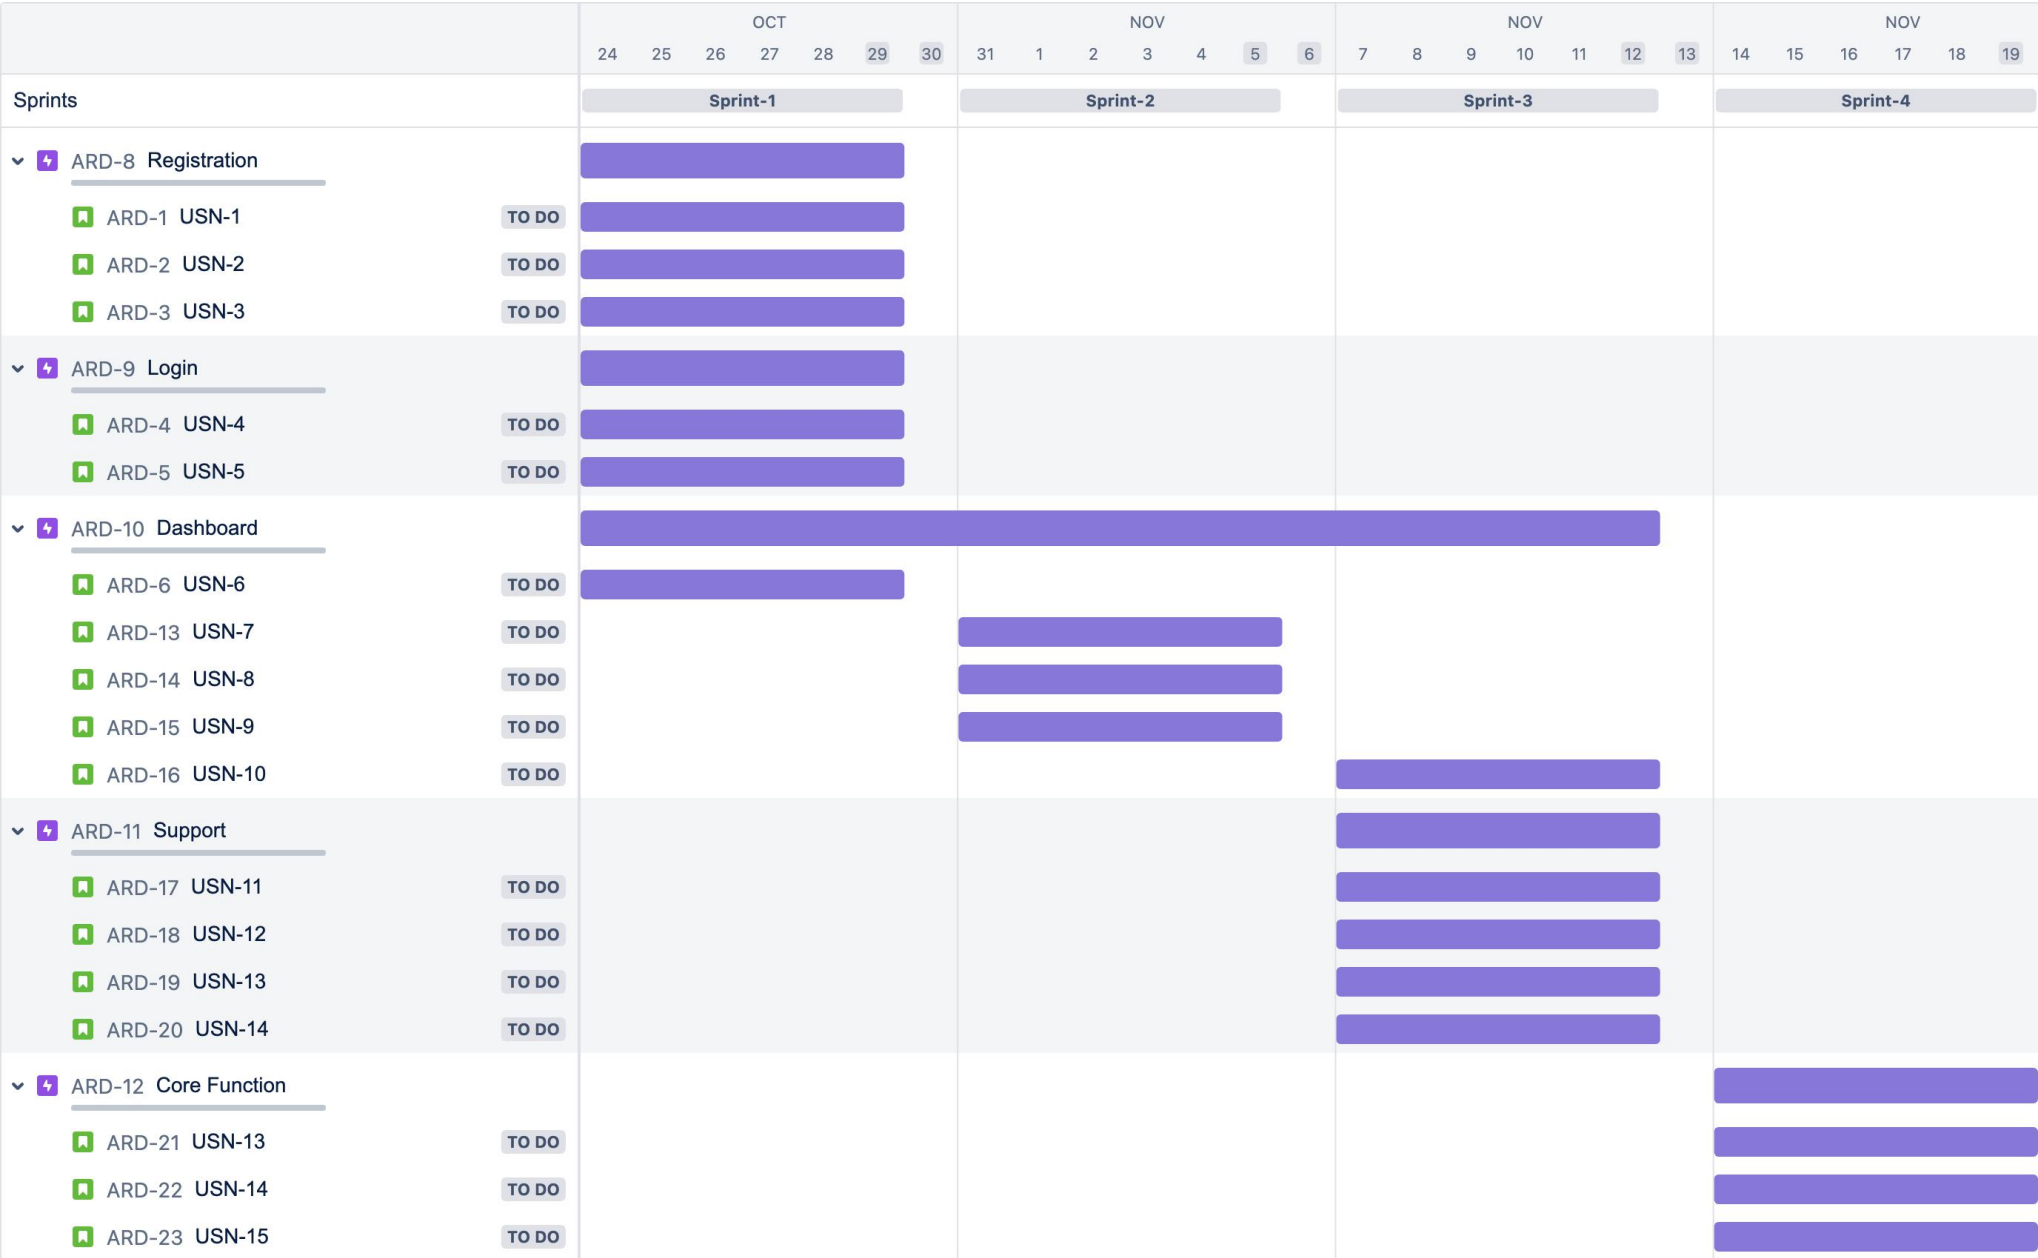 OCT NOV NOV NOV
24 25 26 27 28 29 30 31 1 2 3 4 5 6 7 8 9 10 11 12 13 14 15 16 17 18 19
Sprints Sprint-1 Sprint-2 Sprint-3 Sprint-4
ARD-8 Registration
ARD-1 USN-1 TO DO
ARD-2 USN-2 TO DO
ARD-3 USN-3 TO DO
ARD-9 Login
ARD-4 USN-4 TO DO
ARD-5 USN-5 TO DO
ARD-10 Dashboard
ARD-6 USN-6 TO DO
ARD-13 USN-7 TO DO
ARD-14 USN-8 TO DO
ARD-15 USN-9 TO DO
ARD-16 USN-10 TO DO
ARD-11 Support
ARD-17 USN-11 TO DO
ARD-18 USN-12 TO DO
ARD-19 USN-13 TO DO
ARD-20 USN-14 TO DO
ARD-12 Core Function
ARD-21 USN-13 TO DO
ARD-22 USN-14 TO DO
ARD-23 USN-15 TO DO